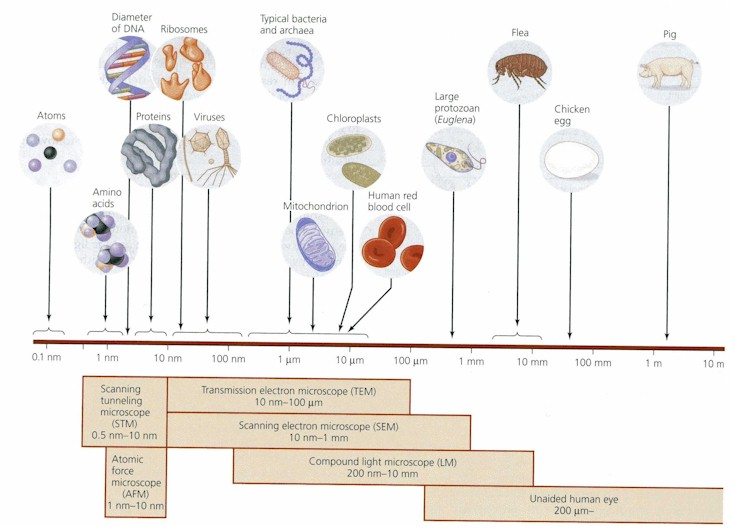 Diameter
of DNA
Ribosomes
Typical bacteria
and archaea
Flea
Pig
Atoms
Proteins
Viruses
Chloroplasts
Large
protozoan
(Euglena)
Chicken
egg
Amino
acids
Mitochondrion
Human red
blood cell
0.1 nm
1 nm
10 nm
100 nm
1 μm
10 μm
100 μm
1 mm
10 mm
100 mm
1 m
10 m
Scanning
tunneling
microscope
(STM)
0.5 nm–10 nm
Transmission electron microscope (TEM)
10 nm–100 μm
Scanning electron microscope (SEM)
10 nm–1 mm
Atomic
force
microscope
(AFM)
1 nm–10 nm
Compound light microscope (LM)
200 nm–10 mm
Unaided human eye
200 μm–